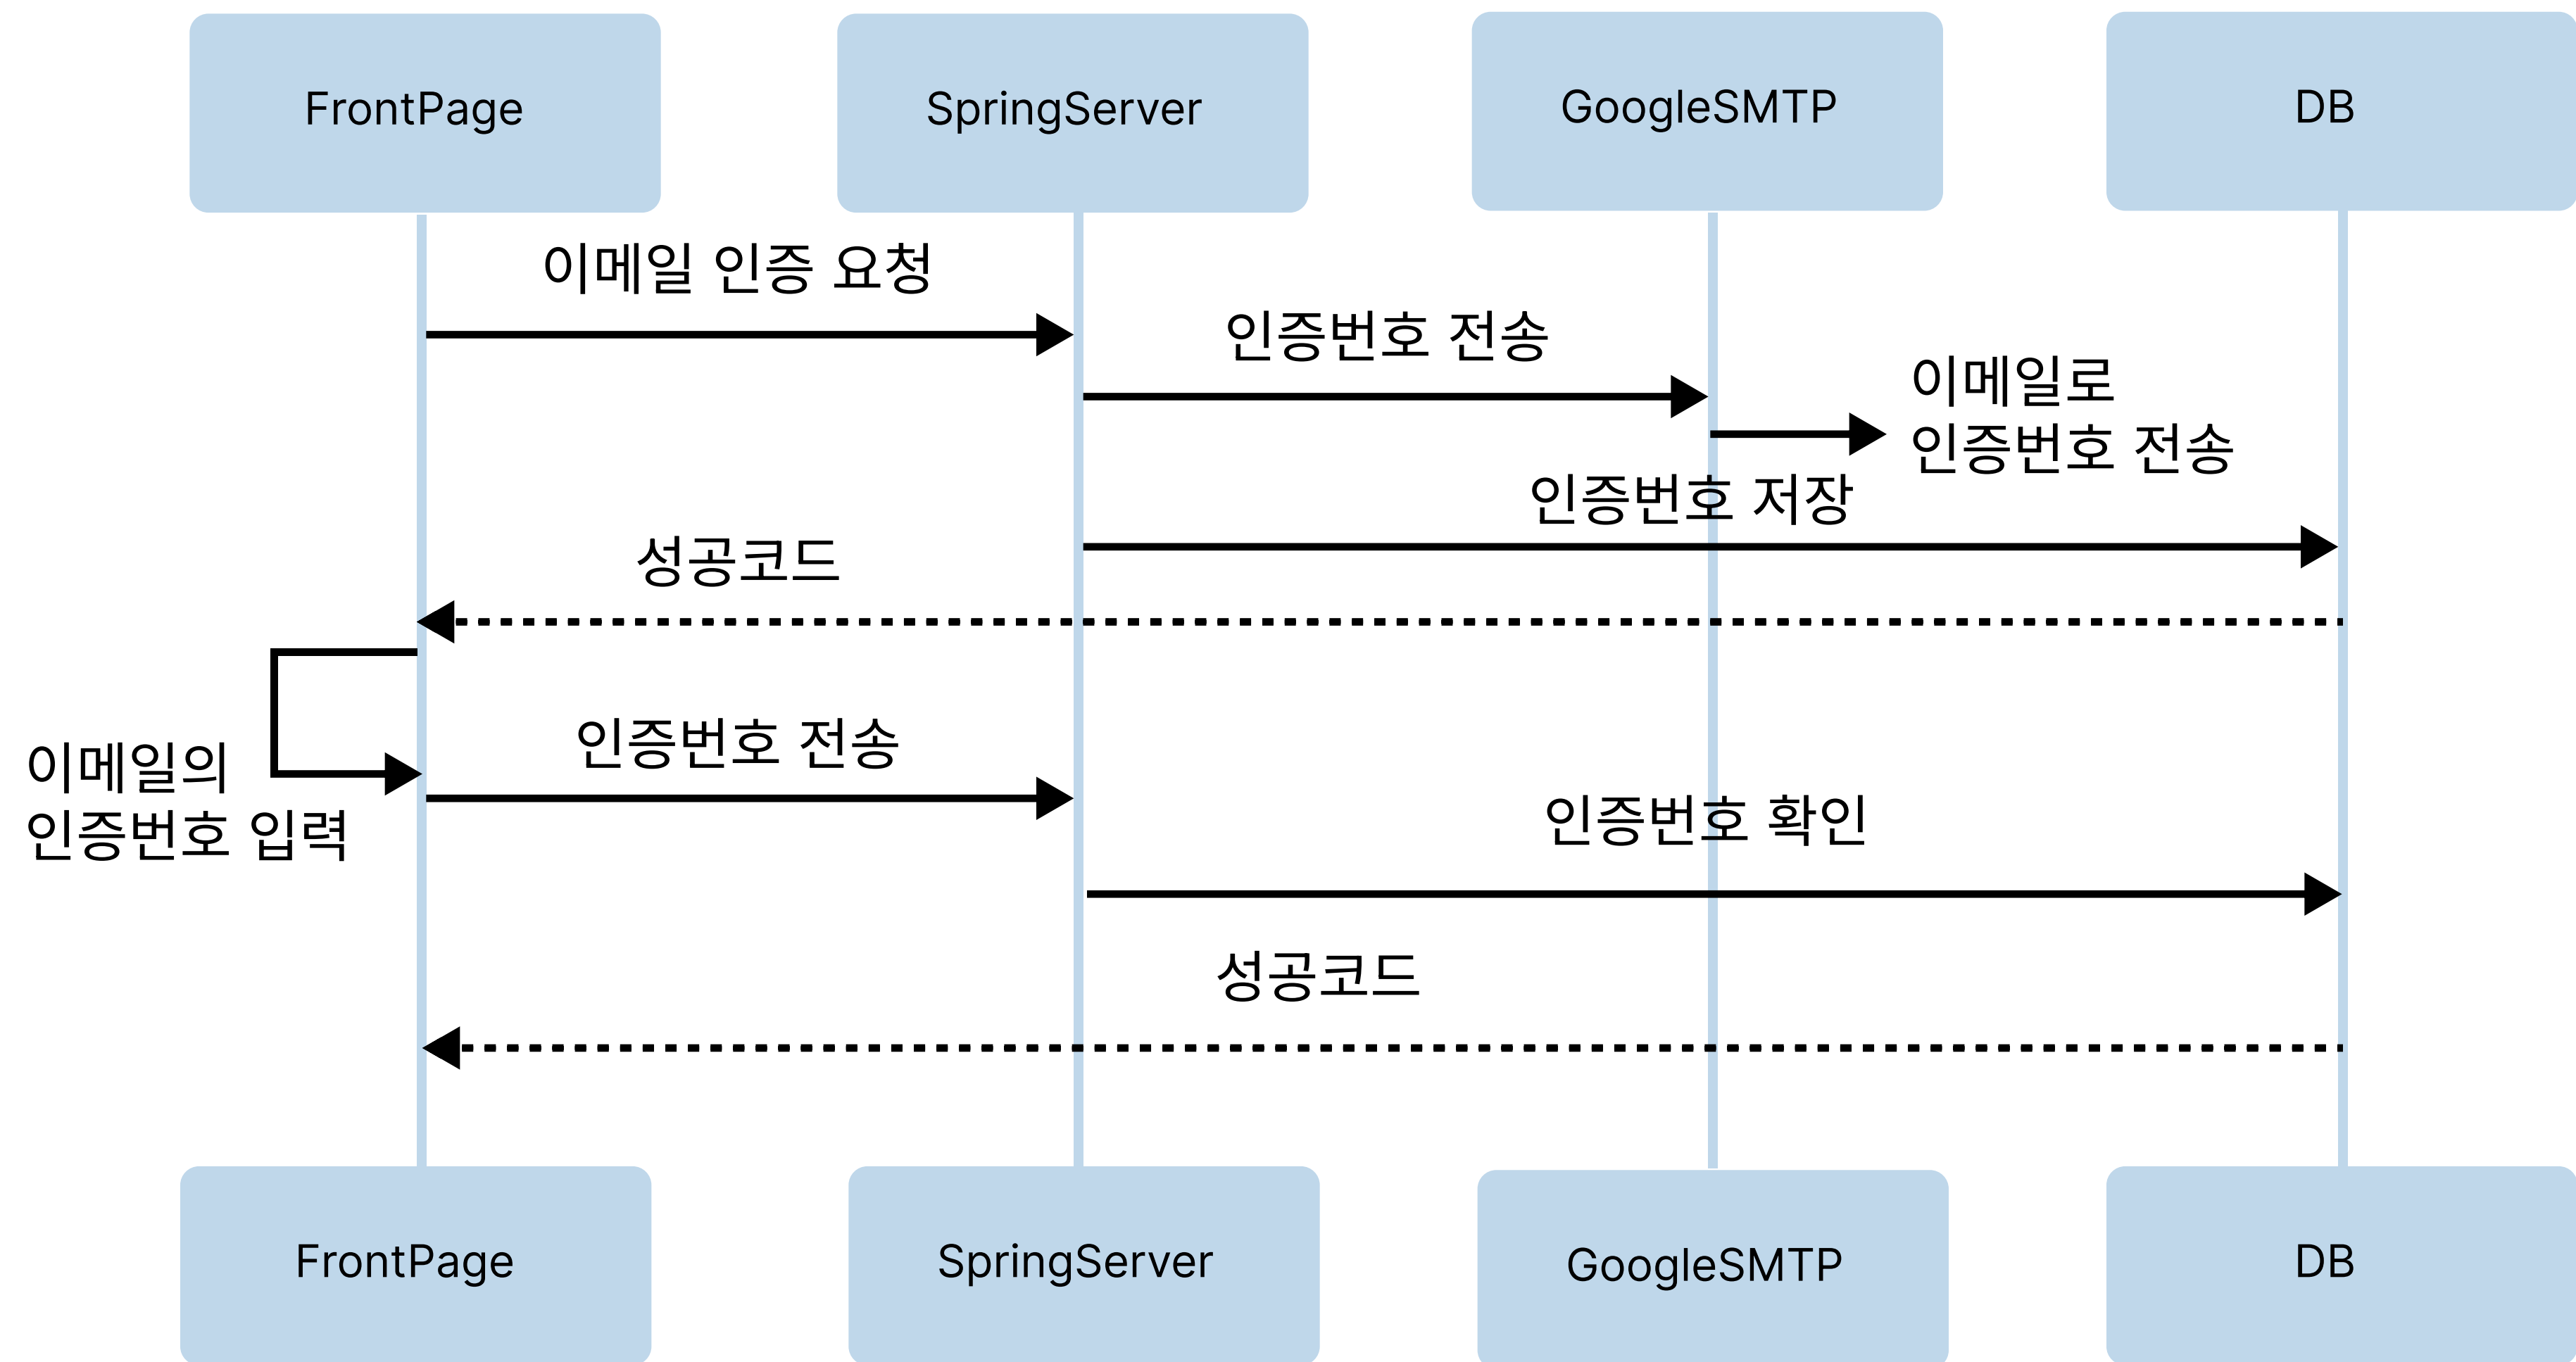 FrontPage
SpringServer
GoogleSMTP
DB
이메일 인증 요청
인증번호 전송
이메일로
인증번호 전송
인증번호 저장
성공코드
이메일의
인증번호 입력
인증번호 전송
인증번호 확인
성공코드
FrontPage
SpringServer
GoogleSMTP
DB